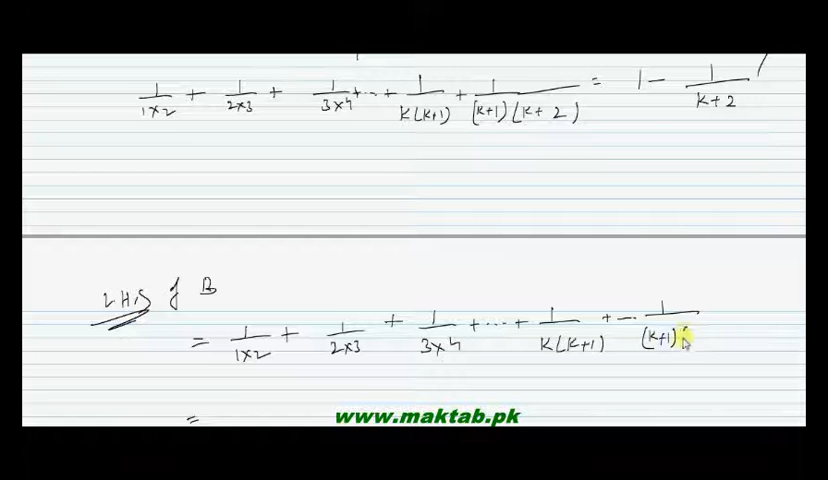 1/1×2 + 1/2×3 + 1/3×4 + ... + 1/K(K+1) + 1/(K+1)(K+2) = 1 - 1/K+2
LHS of B
= 1/1×2 + 1/2×3 + 1/3×4 + ... + 1/K(K+1) + ... 1/(K+1)
=
www.maktab.pk